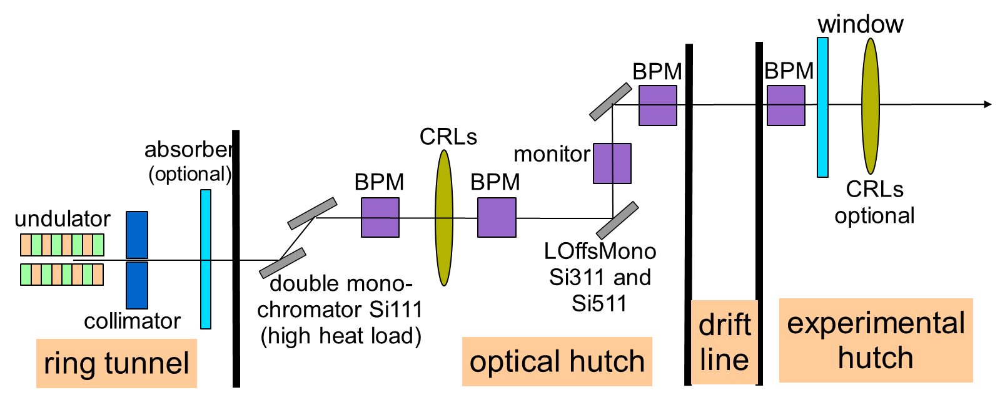 window
BPM
BPM
CRLs
absorber
(optional)
monitor
BPM
BPM
CRLs
optional
undulator
LOffsMono
Si311 and
Si511
double mono-
chromator Si111
(high heat load)
collimator
drift
line
experimental
hutch
ring tunnel
optical hutch